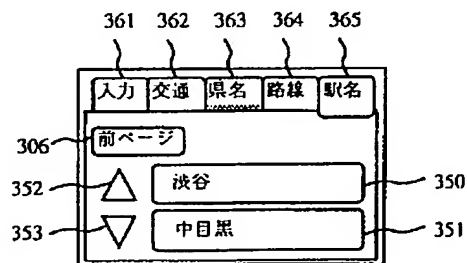 361 362 363 364 365
入力 交通 県名 路線 駅名
306 前ページ
352 渋谷 350
353 中目黒 351